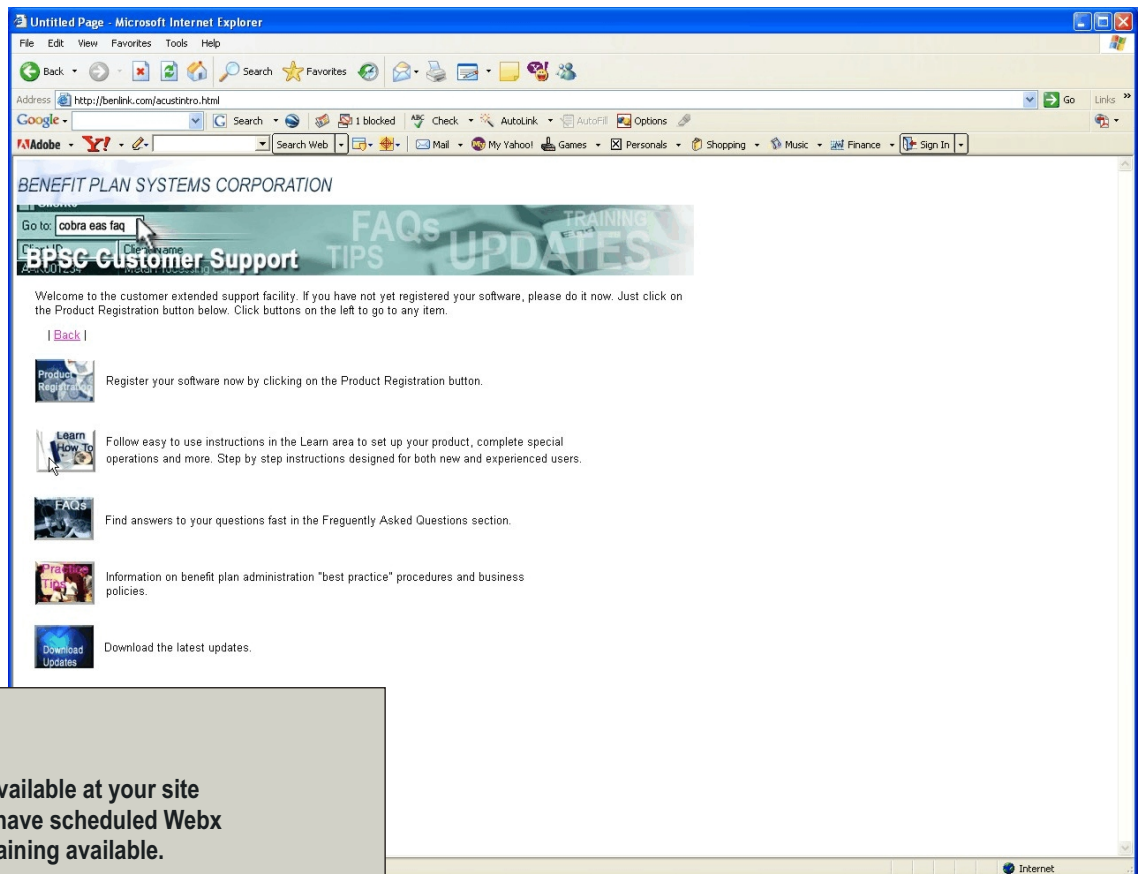 Untitled Page - Microsoft Internet Explorer
File Edit View Favorites Tools Help
Back Search Favorites
Address http://benlink.com/acustintro.html Go Links »
Google Search 1 blocked Check AutoLink AutoFill Options
Adobe Y! Search Web Mail My Yahoo! Games Personals Shopping Music Finance Sign In
BENEFIT PLAN SYSTEMS CORPORATION
Go to: cobra eas faq
FAQs TRAINING
TIPS UPDATES
Client ID Client Name
BPSC Customer Support
Welcome to the customer extended support facility. If you have not yet registered your software, please do it now. Just click on
the Product Registration button below. Click buttons on the left to go to any item.
| Back |
Product
Registration
Register your software now by clicking on the Product Registration button.
Learn
How To
Follow easy to use instructions in the Learn area to set up your product, complete special
operations and more. Step by step instructions designed for both new and experienced users.
FAQs
Find answers to your questions fast in the Freguently Asked Questions section.
Practice
Tips
Information on benefit plan administration "best practice" procedures and business
policies.
Download
Updates
Download the latest updates.
vailable at your site
have scheduled Webx
aining available.
Internet